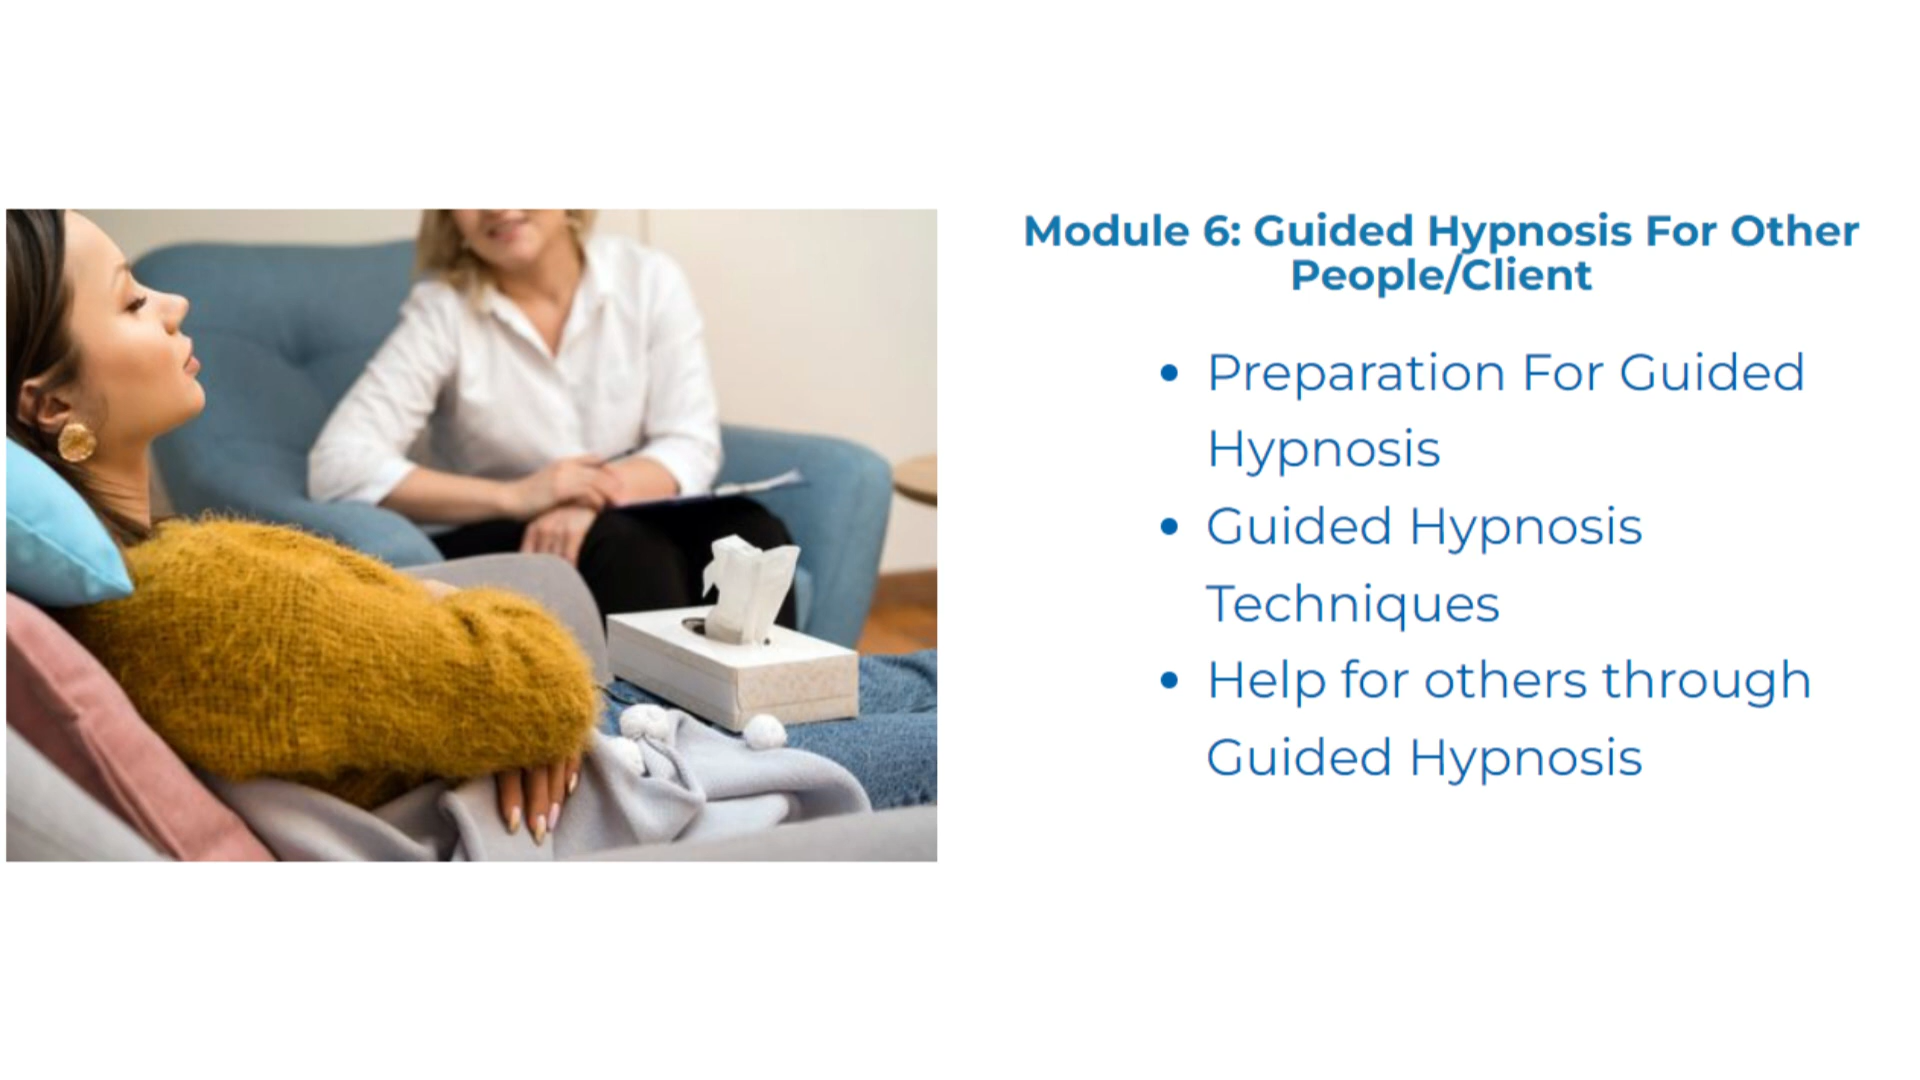 Module 6: Guided Hypnosis For Other
People/Client
• Preparation For Guided
Hypnosis
• Guided Hypnosis
Techniques
• Help for others through
Guided Hypnosis